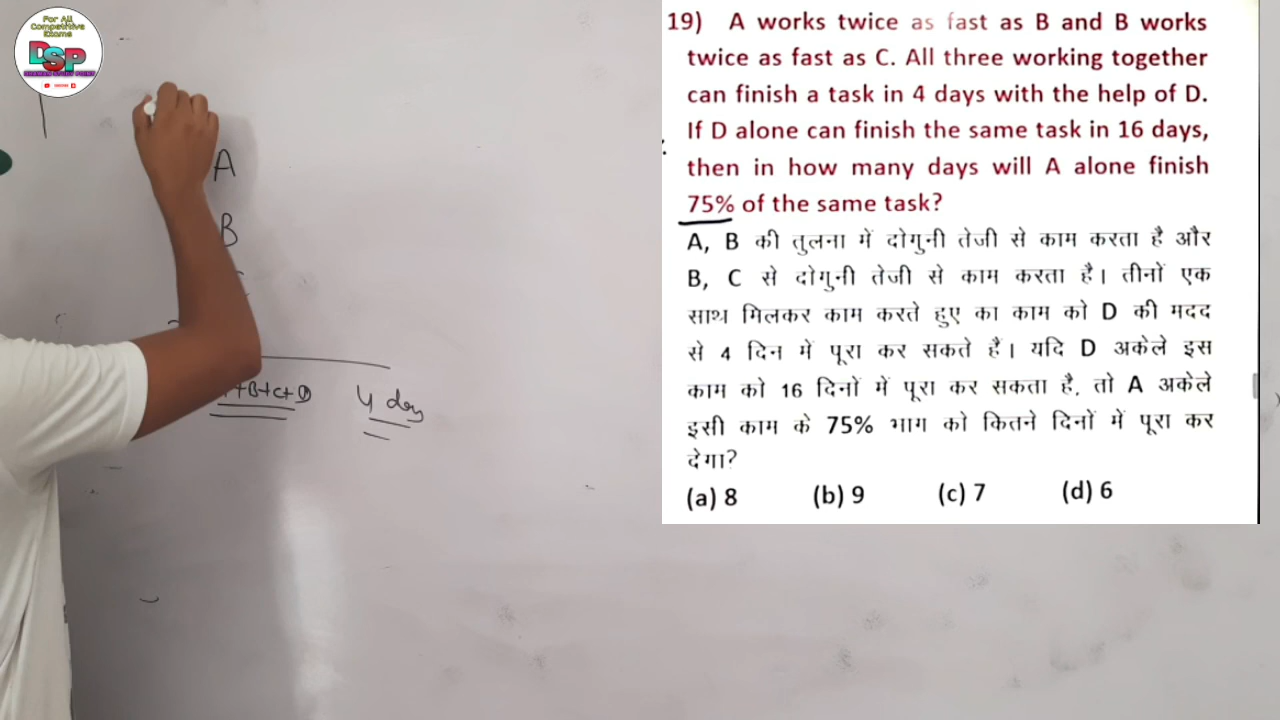 For All
Competitive
Exams
DSP
A
B
+B+C+D 4 day
19) A works twice as fast as B and B works
twice as fast as C. All three working together
can finish a task in 4 days with the help of D.
If D alone can finish the same task in 16 days,
then in how many days will A alone finish
75% of the same task?
A, B की तुलना में दोगुनी तेजी से काम करता है और
B, C से दोगुनी तेजी से काम करता है। तीनों एक
साथ मिलकर काम करते हुए का काम को D की मदद
से 4 दिन में पूरा कर सकते हैं। यदि D अकेले इस
काम को 16 दिनों में पूरा कर सकता है, तो A अकेले
इसी काम के 75% भाग को कितने दिनों में पूरा कर
देगा?
(a) 8 (b) 9 (c) 7 (d) 6